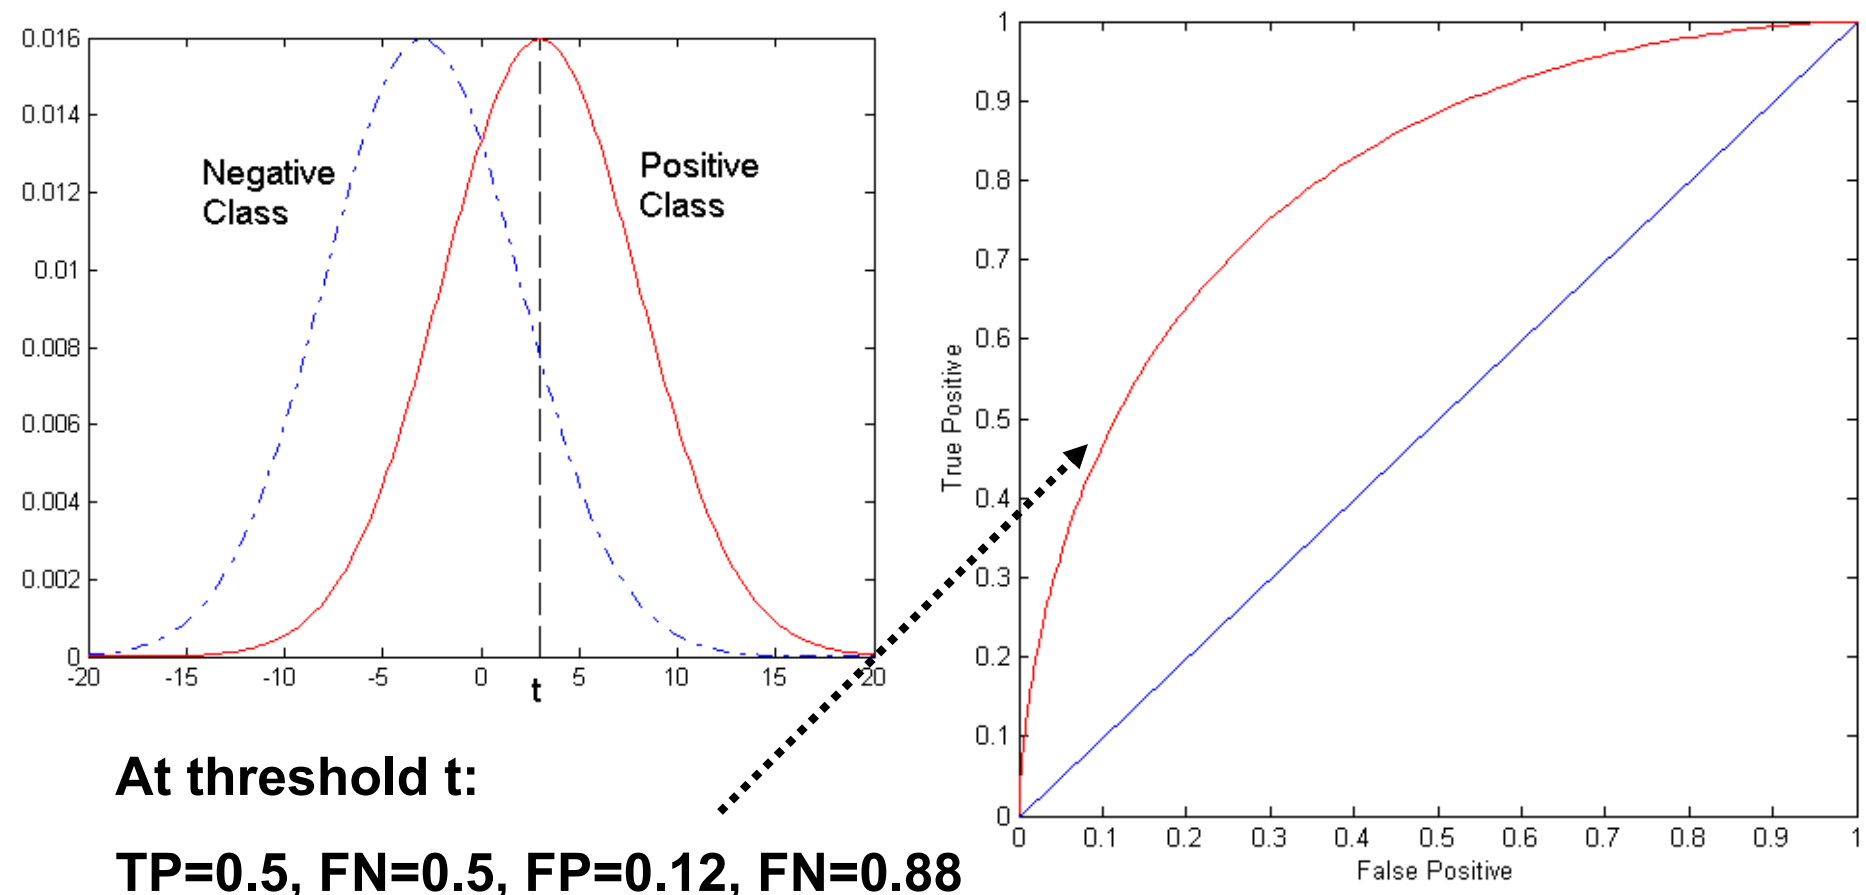 0.016
0.014
0.012
0.01
0.008
0.006
0.004
0.002
0
-20 -15 -10 -5 0 5 10 15 20
t
Negative
Class
Positive
Class
At threshold t:
TP=0.5, FN=0.5, FP=0.12, FN=0.88
1
0.9
0.8
0.7
0.6
0.5
0.4
0.3
0.2
0.1
0
True Positive
0 0.1 0.2 0.3 0.4 0.5 0.6 0.7 0.8 0.9 1
False Positive